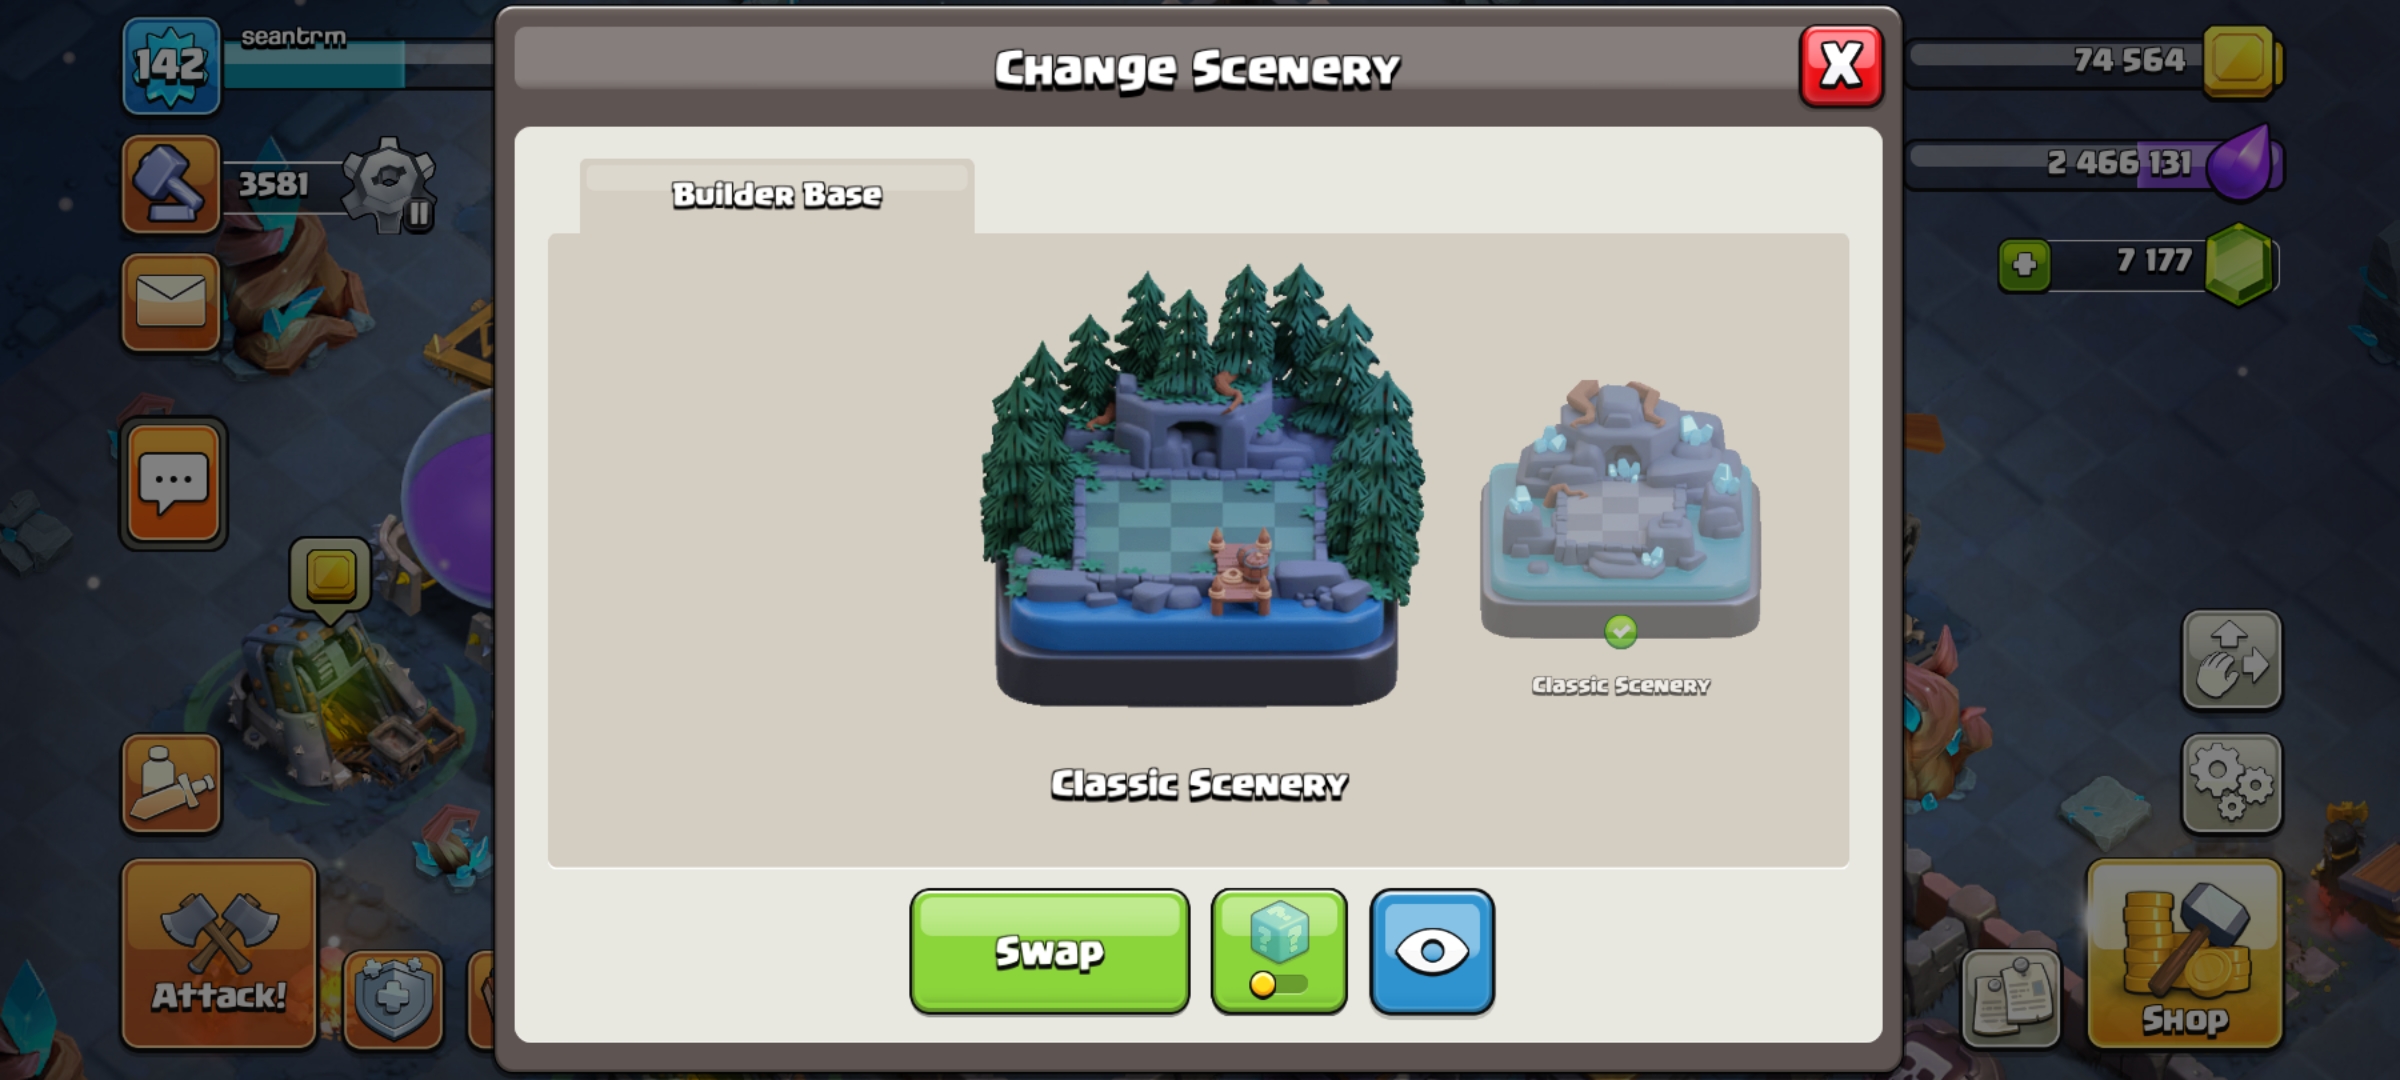 142
seantrm
Change Scenery
X
74 564
3581
2 466 131
Builder Base
7 177
Classic Scenery
Classic Scenery
Swap
Attack!
Shop